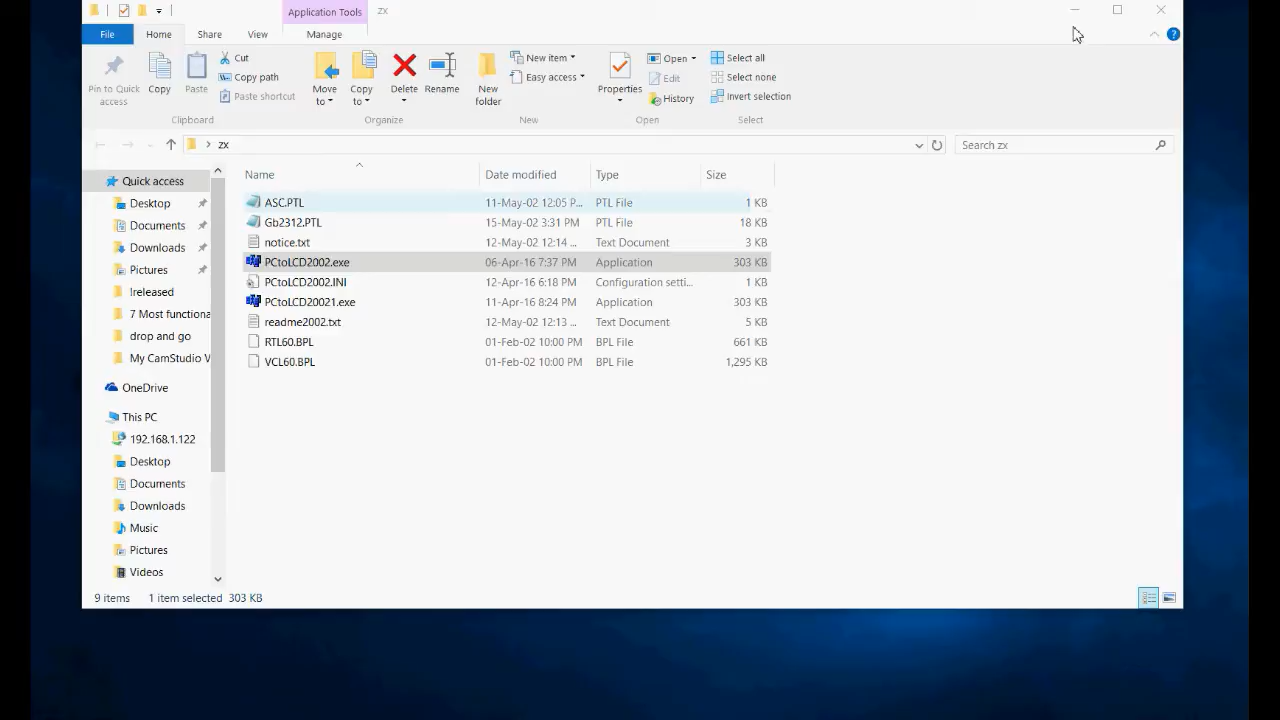 Application Tools zx
File Home Share View Manage
Pin to Quick access
Copy
Paste
Cut
Copy path
Paste shortcut
Clipboard
Move to
Copy to
Delete
Rename
Organize
New folder
New item
Easy access
New
Properties
Open
Edit
History
Open
Select all
Select none
Invert selection
Select
zx
Search zx
Name Date modified Type Size
ASC.PTL 11-May-02 12:05 P... PTL File 1 KB
Gb2312.PTL 15-May-02 3:31 PM PTL File 18 KB
notice.txt 12-May-02 12:14 ... Text Document 3 KB
PCtoLCD2002.exe 06-Apr-16 7:37 PM Application 303 KB
PCtoLCD2002.INI 12-Apr-16 6:18 PM Configuration setti... 1 KB
PCtoLCD20021.exe 11-Apr-16 8:24 PM Application 303 KB
readme2002.txt 12-May-02 12:13 ... Text Document 5 KB
RTL60.BPL 01-Feb-02 10:00 PM BPL File 661 KB
VCL60.BPL 01-Feb-02 10:00 PM BPL File 1,295 KB
Quick access
Desktop
Documents
Downloads
Pictures
!released
7 Most functiona
drop and go
My CamStudio V
OneDrive
This PC
192.168.1.122
Desktop
Documents
Downloads
Music
Pictures
Videos
9 items 1 item selected 303 KB